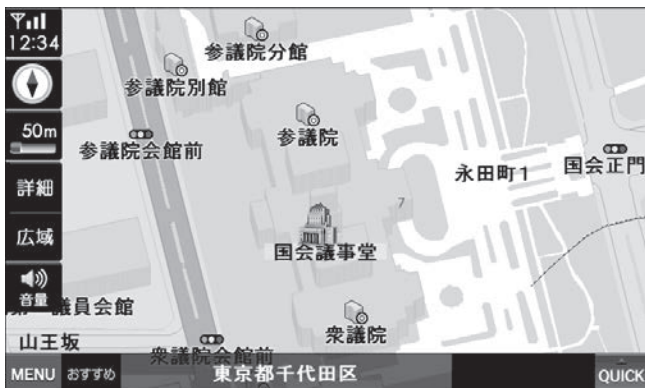 12:34
参議院分館
参議院別館
50m
参議院会館前
参議院
国会正門
永田町1
詳細
7
広域
国会議事堂
音量
議員会館
衆議院
山王坂
衆議院会館前
MENU
おすすめ
東京都千代田区
QUICK